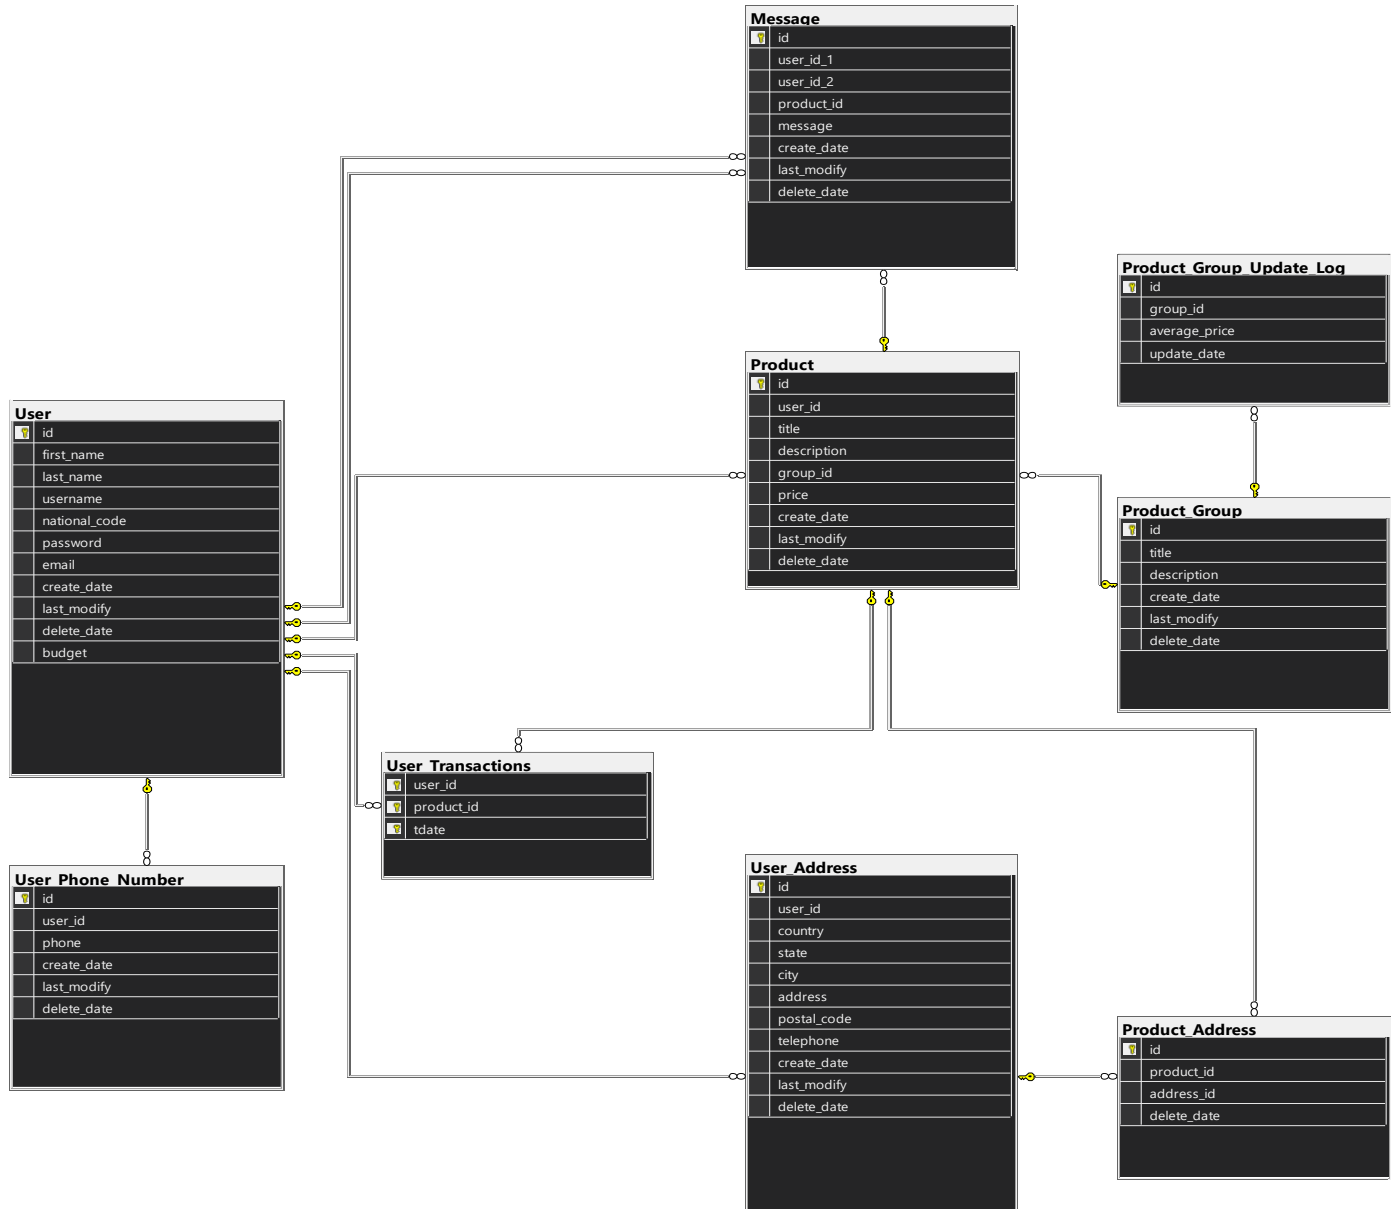 Message
id
user_id_1
user_id_2
product_id
message
create_date
last_modify
delete_date
Product_Group_Update_Log
id
group_id
average_price
update_date
Product
id
user_id
title
description
group_id
price
create_date
last_modify
delete_date
User
id
first_name
last_name
username
national_code
password
email
create_date
last_modify
delete_date
budget
Product_Group
id
title
description
create_date
last_modify
delete_date
User_Transactions
user_id
product_id
tdate
User_Phone_Number
id
user_id
phone
create_date
last_modify
delete_date
User_Address
id
user_id
country
state
city
address
postal_code
telephone
create_date
last_modify
delete_date
Product_Address
id
product_id
address_id
delete_date